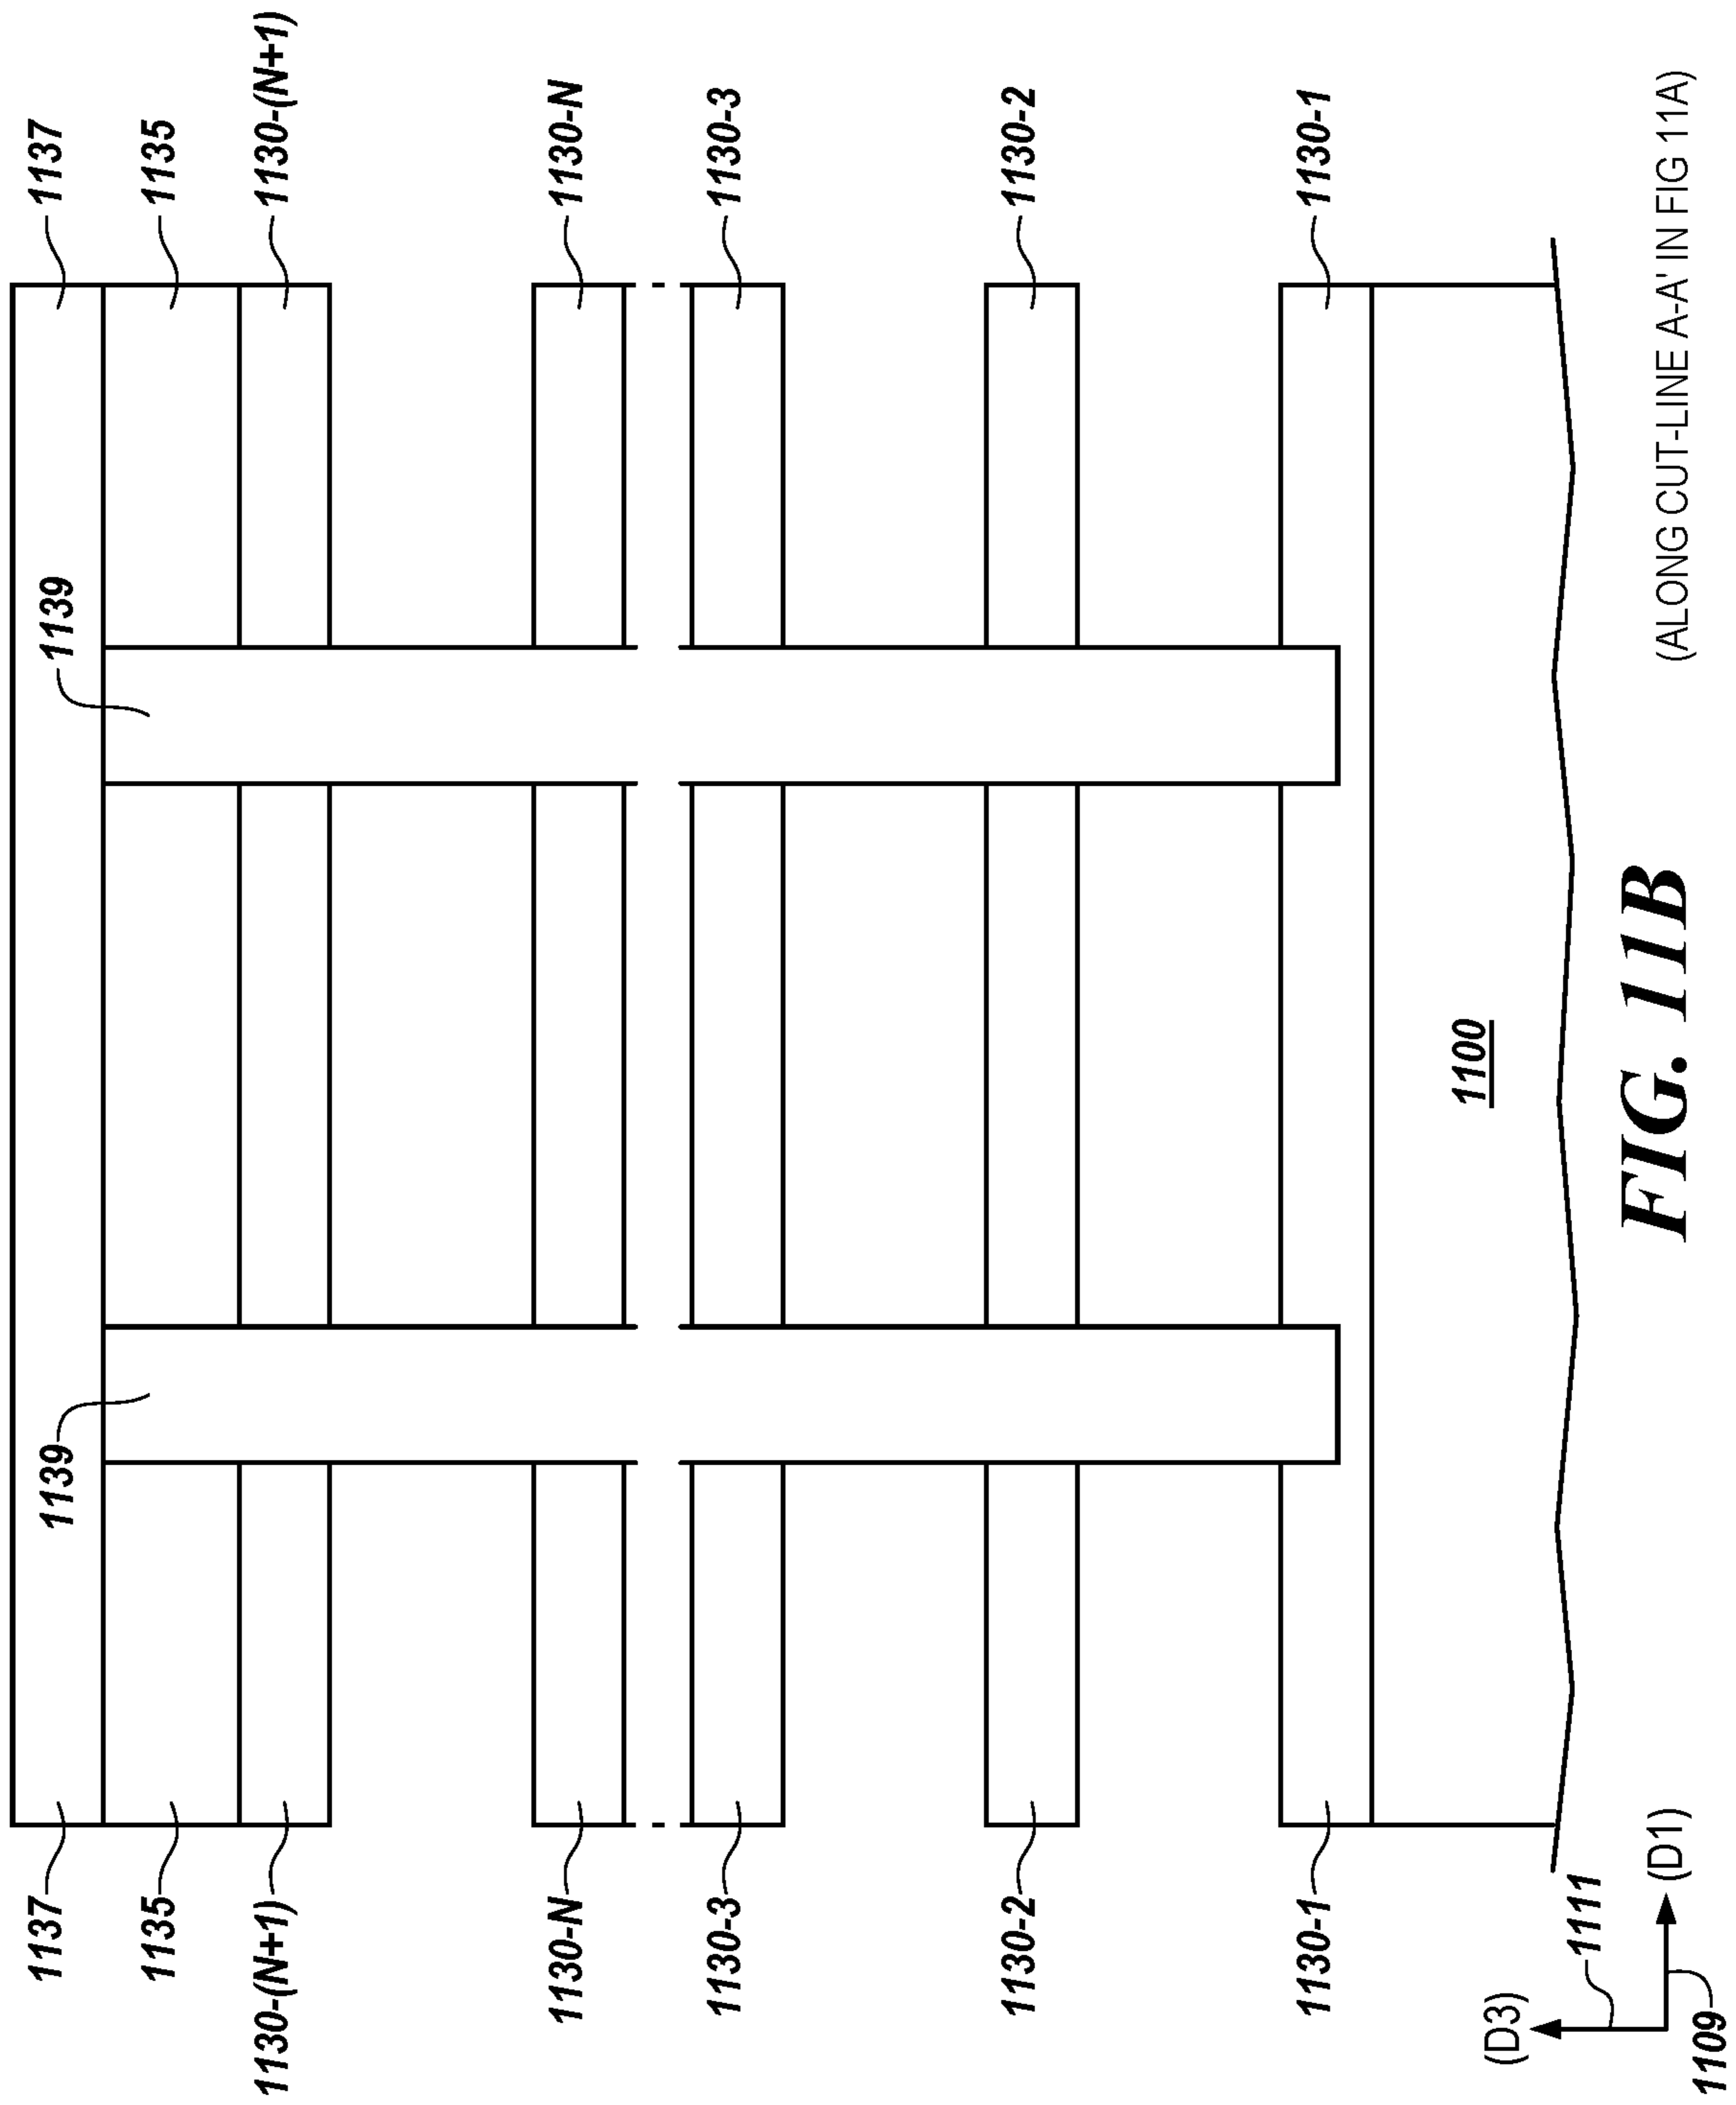 1139
1139
1137
1137
1135
1135
1130-(N+1)
1130-(N+1)
1130-N
1130-N
1130-3
1130-3
1130-2
1130-2
1130-1
1130-1
1100
(D3)
1111
(D1)
1109
FIG. 11B
(ALONG CUT-LINE A-A' IN FIG 11A)